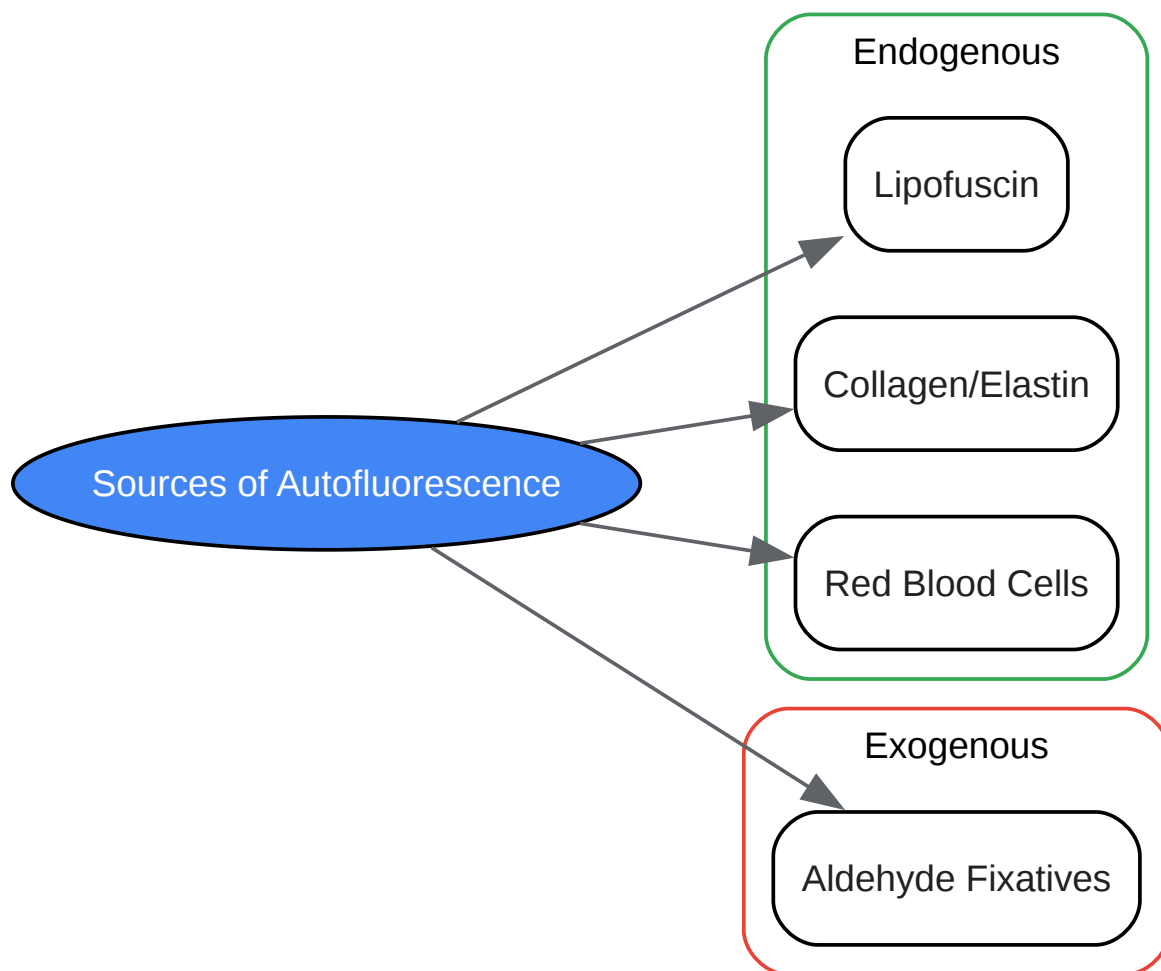 Endogenous
Lipofuscin
Collagen/Elastin
Sources of Autofluorescence
Red Blood Cells
Exogenous
Aldehyde Fixatives